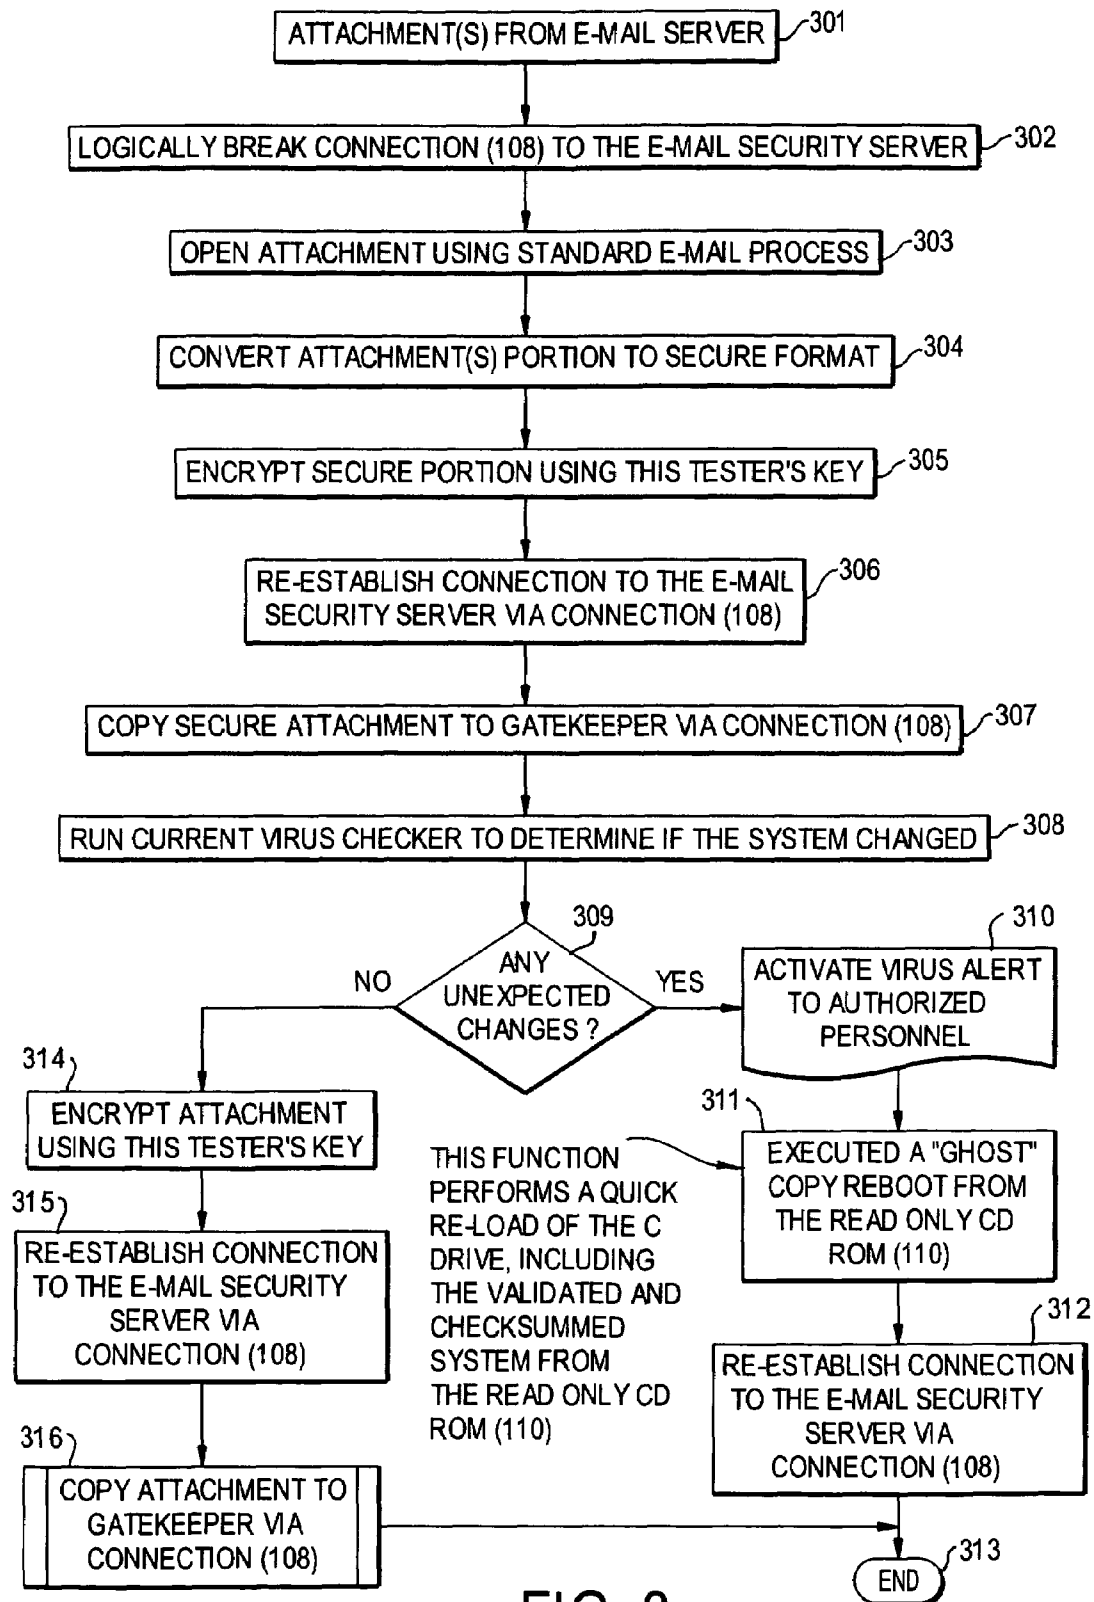 ATTACHMENT(S) FROM E-MAIL SERVER
301
LOGICALLY BREAK CONNECTION (108) TO THE E-MAIL SECURITY SERVER
302
OPEN ATTACHMENT USING STANDARD E-MAIL PROCESS
303
CONVERT ATTACHMENT(S) PORTION TO SECURE FORMAT
304
ENCRYPT SECURE PORTION USING THIS TESTER'S KEY
305
RE-ESTABLISH CONNECTION TO THE E-MAIL
SECURITY SERVER VIA CONNECTION (108)
306
COPY SECURE ATTACHMENT TO GATEKEEPER VIA CONNECTION (108)
307
RUN CURRENT VIRUS CHECKER TO DETERMINE IF THE SYSTEM CHANGED
308
309
ANY
UNEXPECTED
CHANGES ?
NO
YES
310
ACTIVATE VIRUS ALERT
TO AUTHORIZED
PERSONNEL
314
ENCRYPT ATTACHMENT
USING THIS TESTER'S KEY
311
EXECUTED A "GHOST"
COPY REBOOT FROM
THE READ ONLY CD
ROM (110)
THIS FUNCTION
PERFORMS A QUICK
RE-LOAD OF THE C
DRIVE, INCLUDING
THE VALIDATED AND
CHECKSUMMED
SYSTEM FROM
THE READ ONLY CD
ROM (110)
315
RE-ESTABLISH CONNECTION
TO THE E-MAIL SECURITY
SERVER VIA
CONNECTION (108)
312
RE-ESTABLISH CONNECTION
TO THE E-MAIL SECURITY
SERVER VIA
CONNECTION (108)
316
COPY ATTACHMENT TO
GATEKEEPER VIA
CONNECTION (108)
313
END